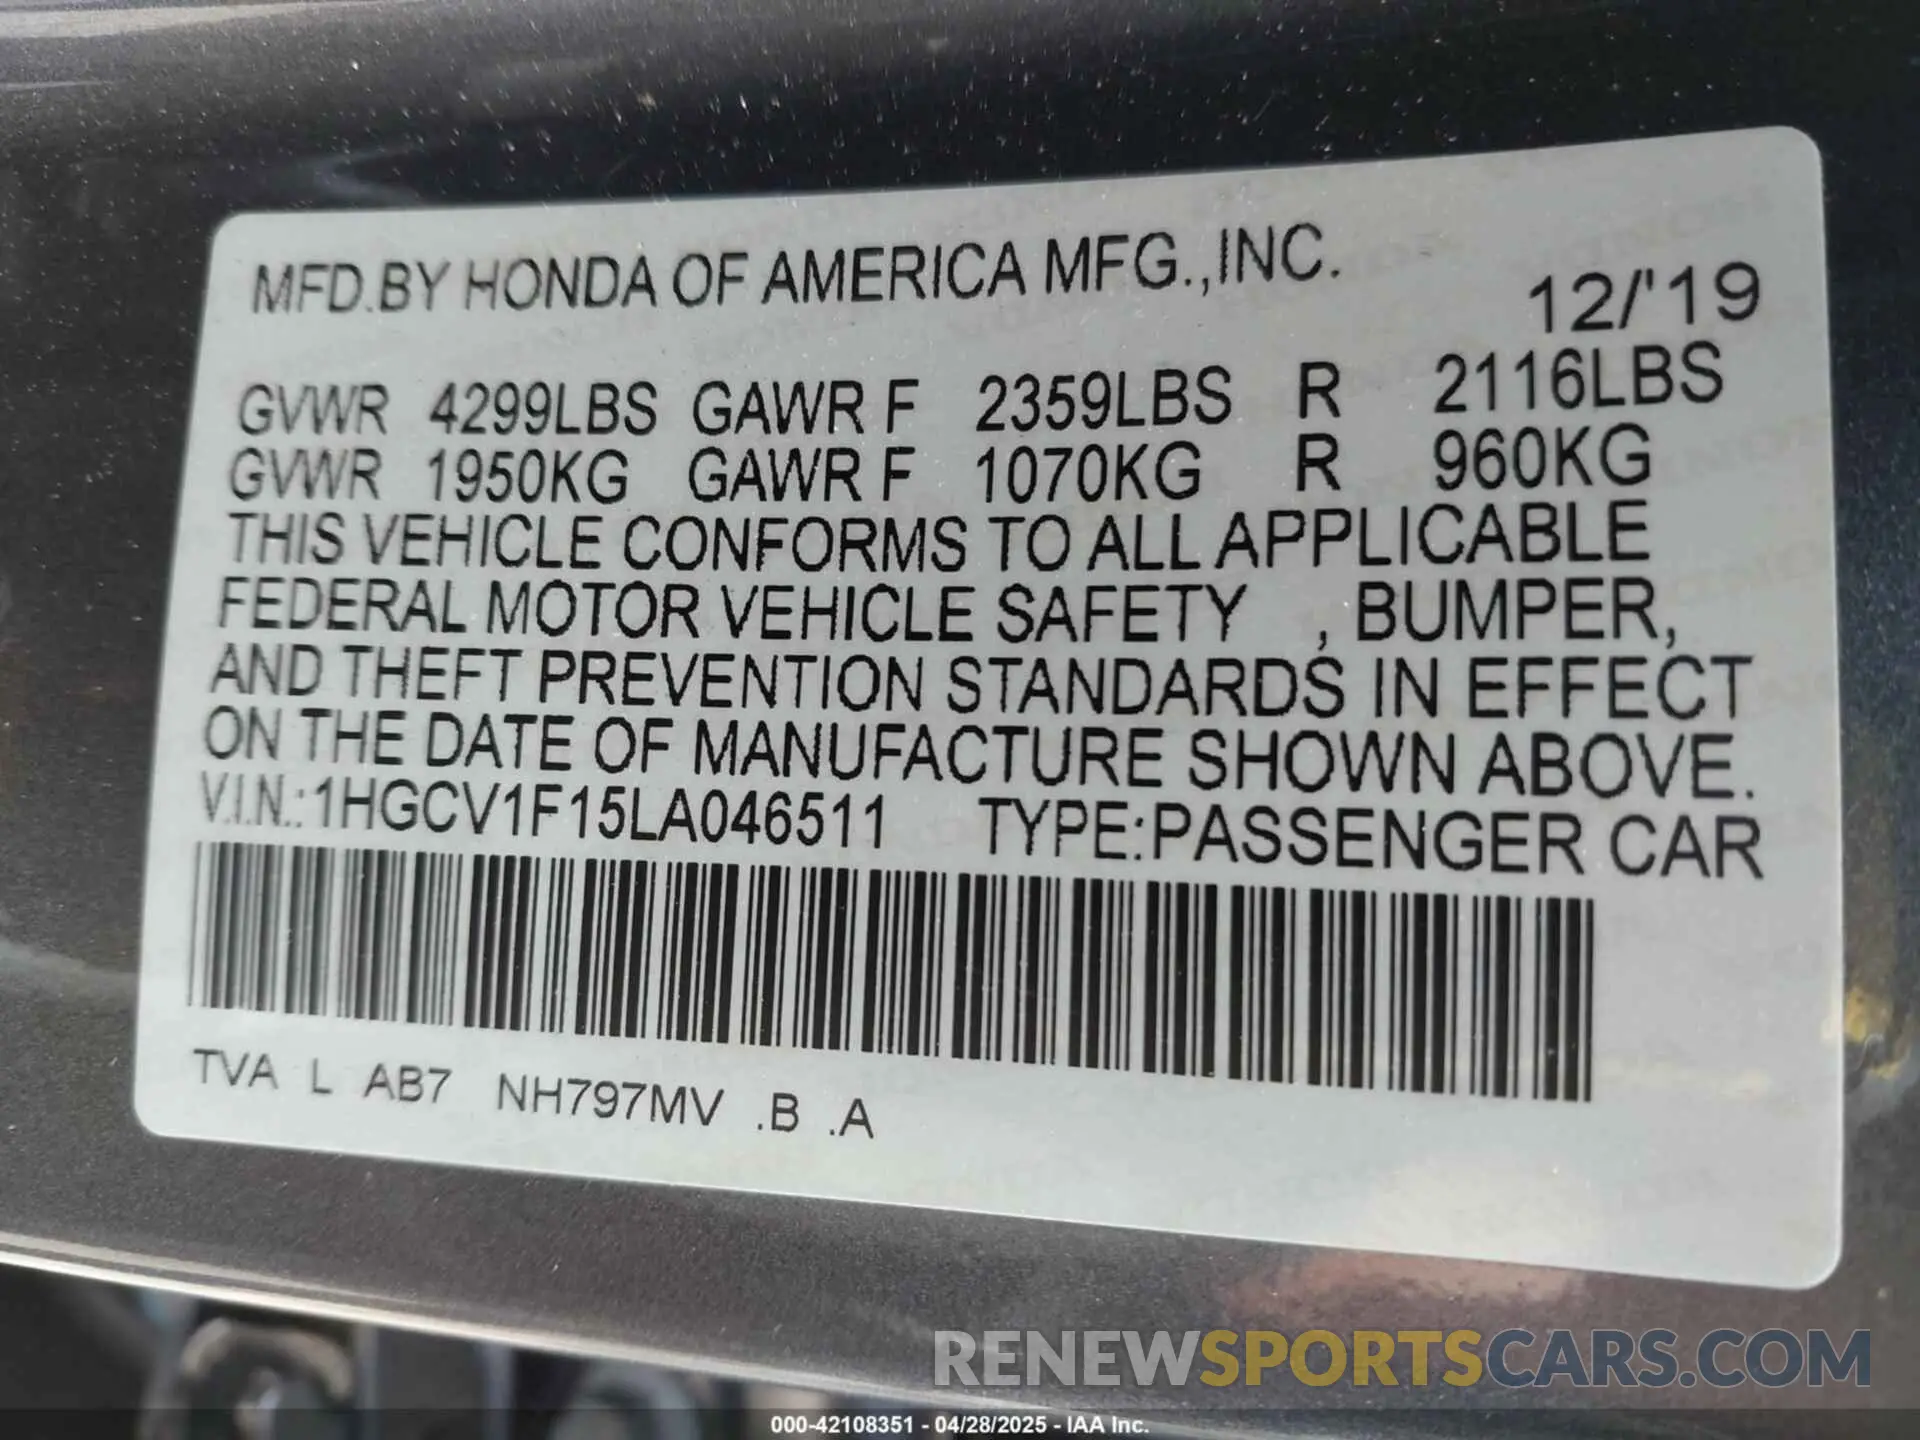 MFD.BY HONDA OF AMERICA MFG.,INC.
12/'19
GVWR 4299LBS GAWR F 2359LBS R 2116LBS
GVWR 1950KG GAWR F 1070KG R 960KG
THIS VEHICLE CONFORMS TO ALL APPLICABLE
FEDERAL MOTOR VEHICLE SAFETY , BUMPER,
AND THEFT PREVENTION STANDARDS IN EFFECT
ON THE DATE OF MANUFACTURE SHOWN ABOVE.
V.I.N.:1HGCV1F15LA046511 TYPE:PASSENGER CAR
TVA L AB7 NH797MV .B .A
RENEWSPORTSCARS.COM
000-42108351 - 04/28/2025 - IAA Inc.